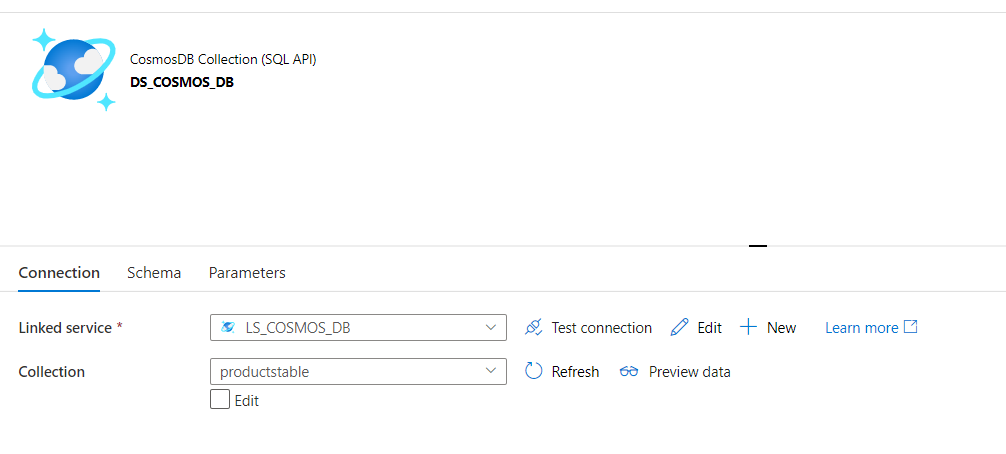 CosmosDB Collection (SQL API)
DS_COSMOS_DB
Connection Schema Parameters
Linked service * LS_COSMOS_DB Test connection Edit New Learn more
Collection productstable Refresh Preview data
Edit